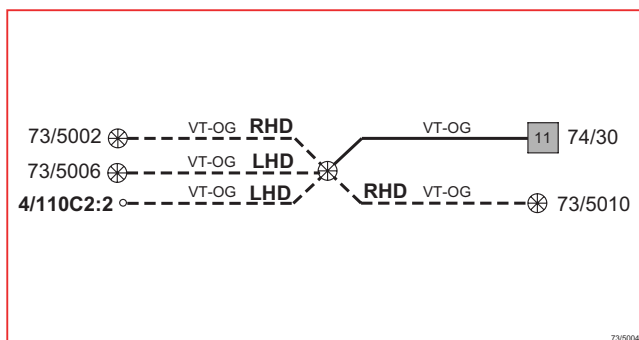 73/5002 VT-OG RHD VT-OG 11 74/30
73/5006 VT-OG LHD
4/110C2:2 VT-OG LHD RHD VT-OG 73/5010
73/5004